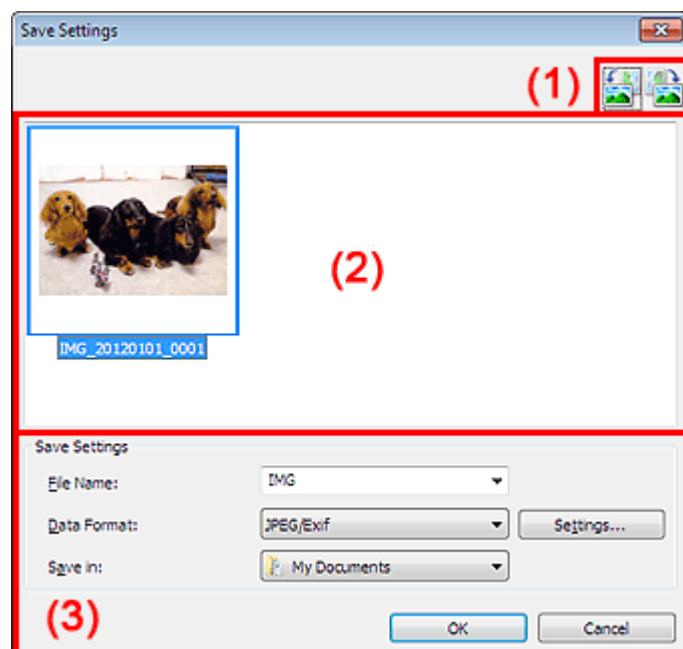 Save Settings
(1)
(2)
IMG_20120101_0001
Save Settings
File Name:
IMG
Data Format:
JPEG/Exif
Settings...
Save in:
My Documents
(3)
OK
Cancel